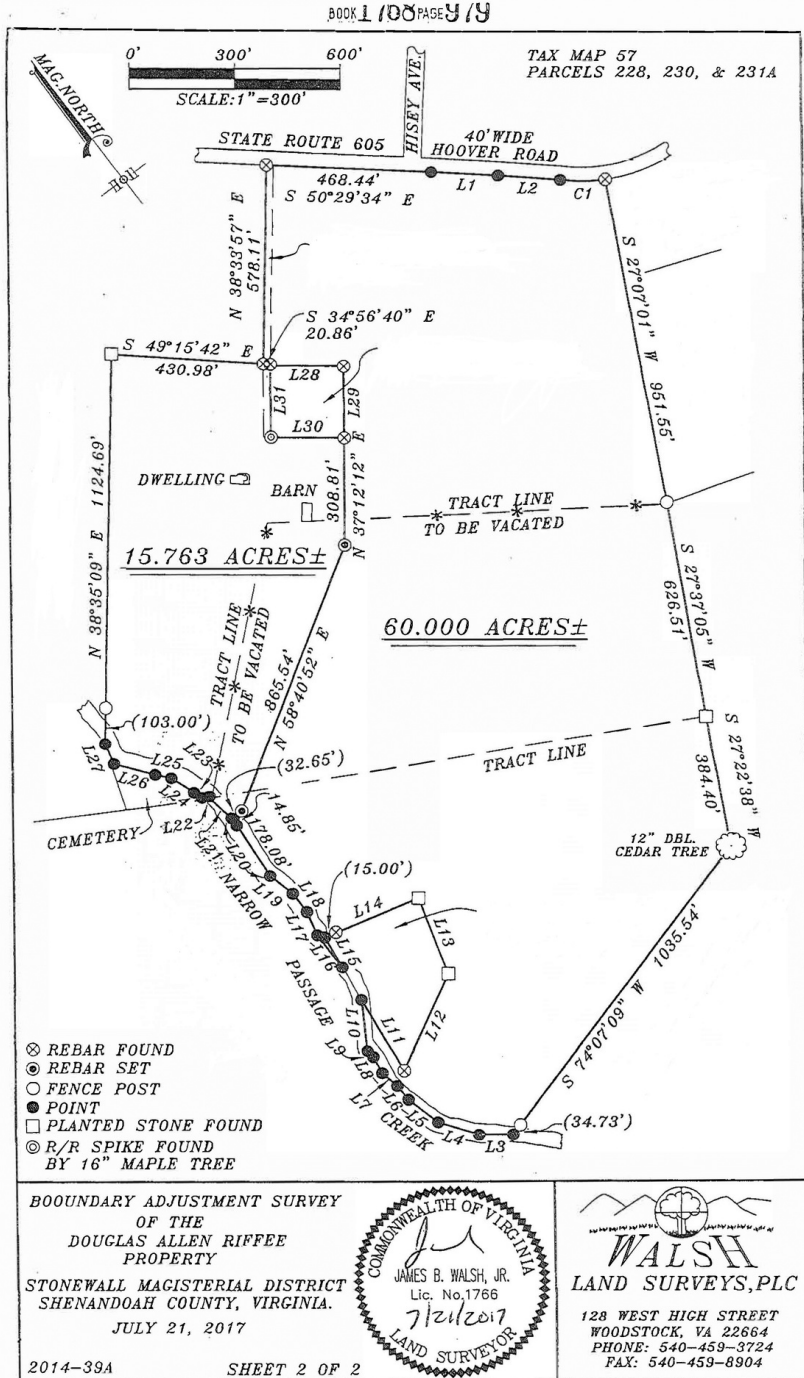 BOOK 1708 PAGE 979
0' 300' 600'
SCALE:1"=300'
TAX MAP 57
PARCELS 228, 230, & 231A
MAG.NORTH
HISEY AVE.
STATE ROUTE 605
40' WIDE
HOOVER ROAD
468.44'
S 50°29'34" E
L1
L2
C1
N 38°33'57" E
578.11'
S 27°07'01" W 951.55'
S 34°56'40" E
20.86'
S 49°15'42" E
430.98'
L28
L31
L29
L30
N 38°35'09" E 1124.69'
DWELLING
BARN
308.81'
N 37°12'12" E
TRACT LINE
TO BE VACATED
15.763 ACRES±
60.000 ACRES±
S 27°37'05" W
626.51'
TRACT LINE
TO BE VACATED
865.54'
N 58°40'52" E
(103.00')
L27
L26
L25
L24
L23
L22
L21
L20
L19
(32.65')
14.85'
178.08'
CEMETERY
TRACT LINE
S 27°22'38" W
384.40'
12" DBL.
CEDAR TREE
NARROW
PASSAGE
CREEK
L18
L17
L16
L15
(15.00')
L14
L13
L12
L11
L10
L9
L8
L7
L6
L5
L4
L3
S 74°07'09" W 1035.54'
(34.73')
REBAR FOUND
REBAR SET
FENCE POST
POINT
PLANTED STONE FOUND
R/R SPIKE FOUND
BY 16" MAPLE TREE
BOOUNDARY ADJUSTMENT SURVEY
OF THE
DOUGLAS ALLEN RIFFEE
PROPERTY
STONEWALL MAGISTERIAL DISTRICT
SHENANDOAH COUNTY, VIRGINIA.
JULY 21, 2017
2014-39A SHEET 2 OF 2
COMMONWEALTH OF VIRGINIA
JAMES B. WALSH, JR.
Lic. No.1766
7/21/2017
LAND SURVEYOR
WALSH
LAND SURVEYS,PLC
128 WEST HIGH STREET
WOODSTOCK, VA 22664
PHONE: 540-459-3724
FAX: 540-459-8904